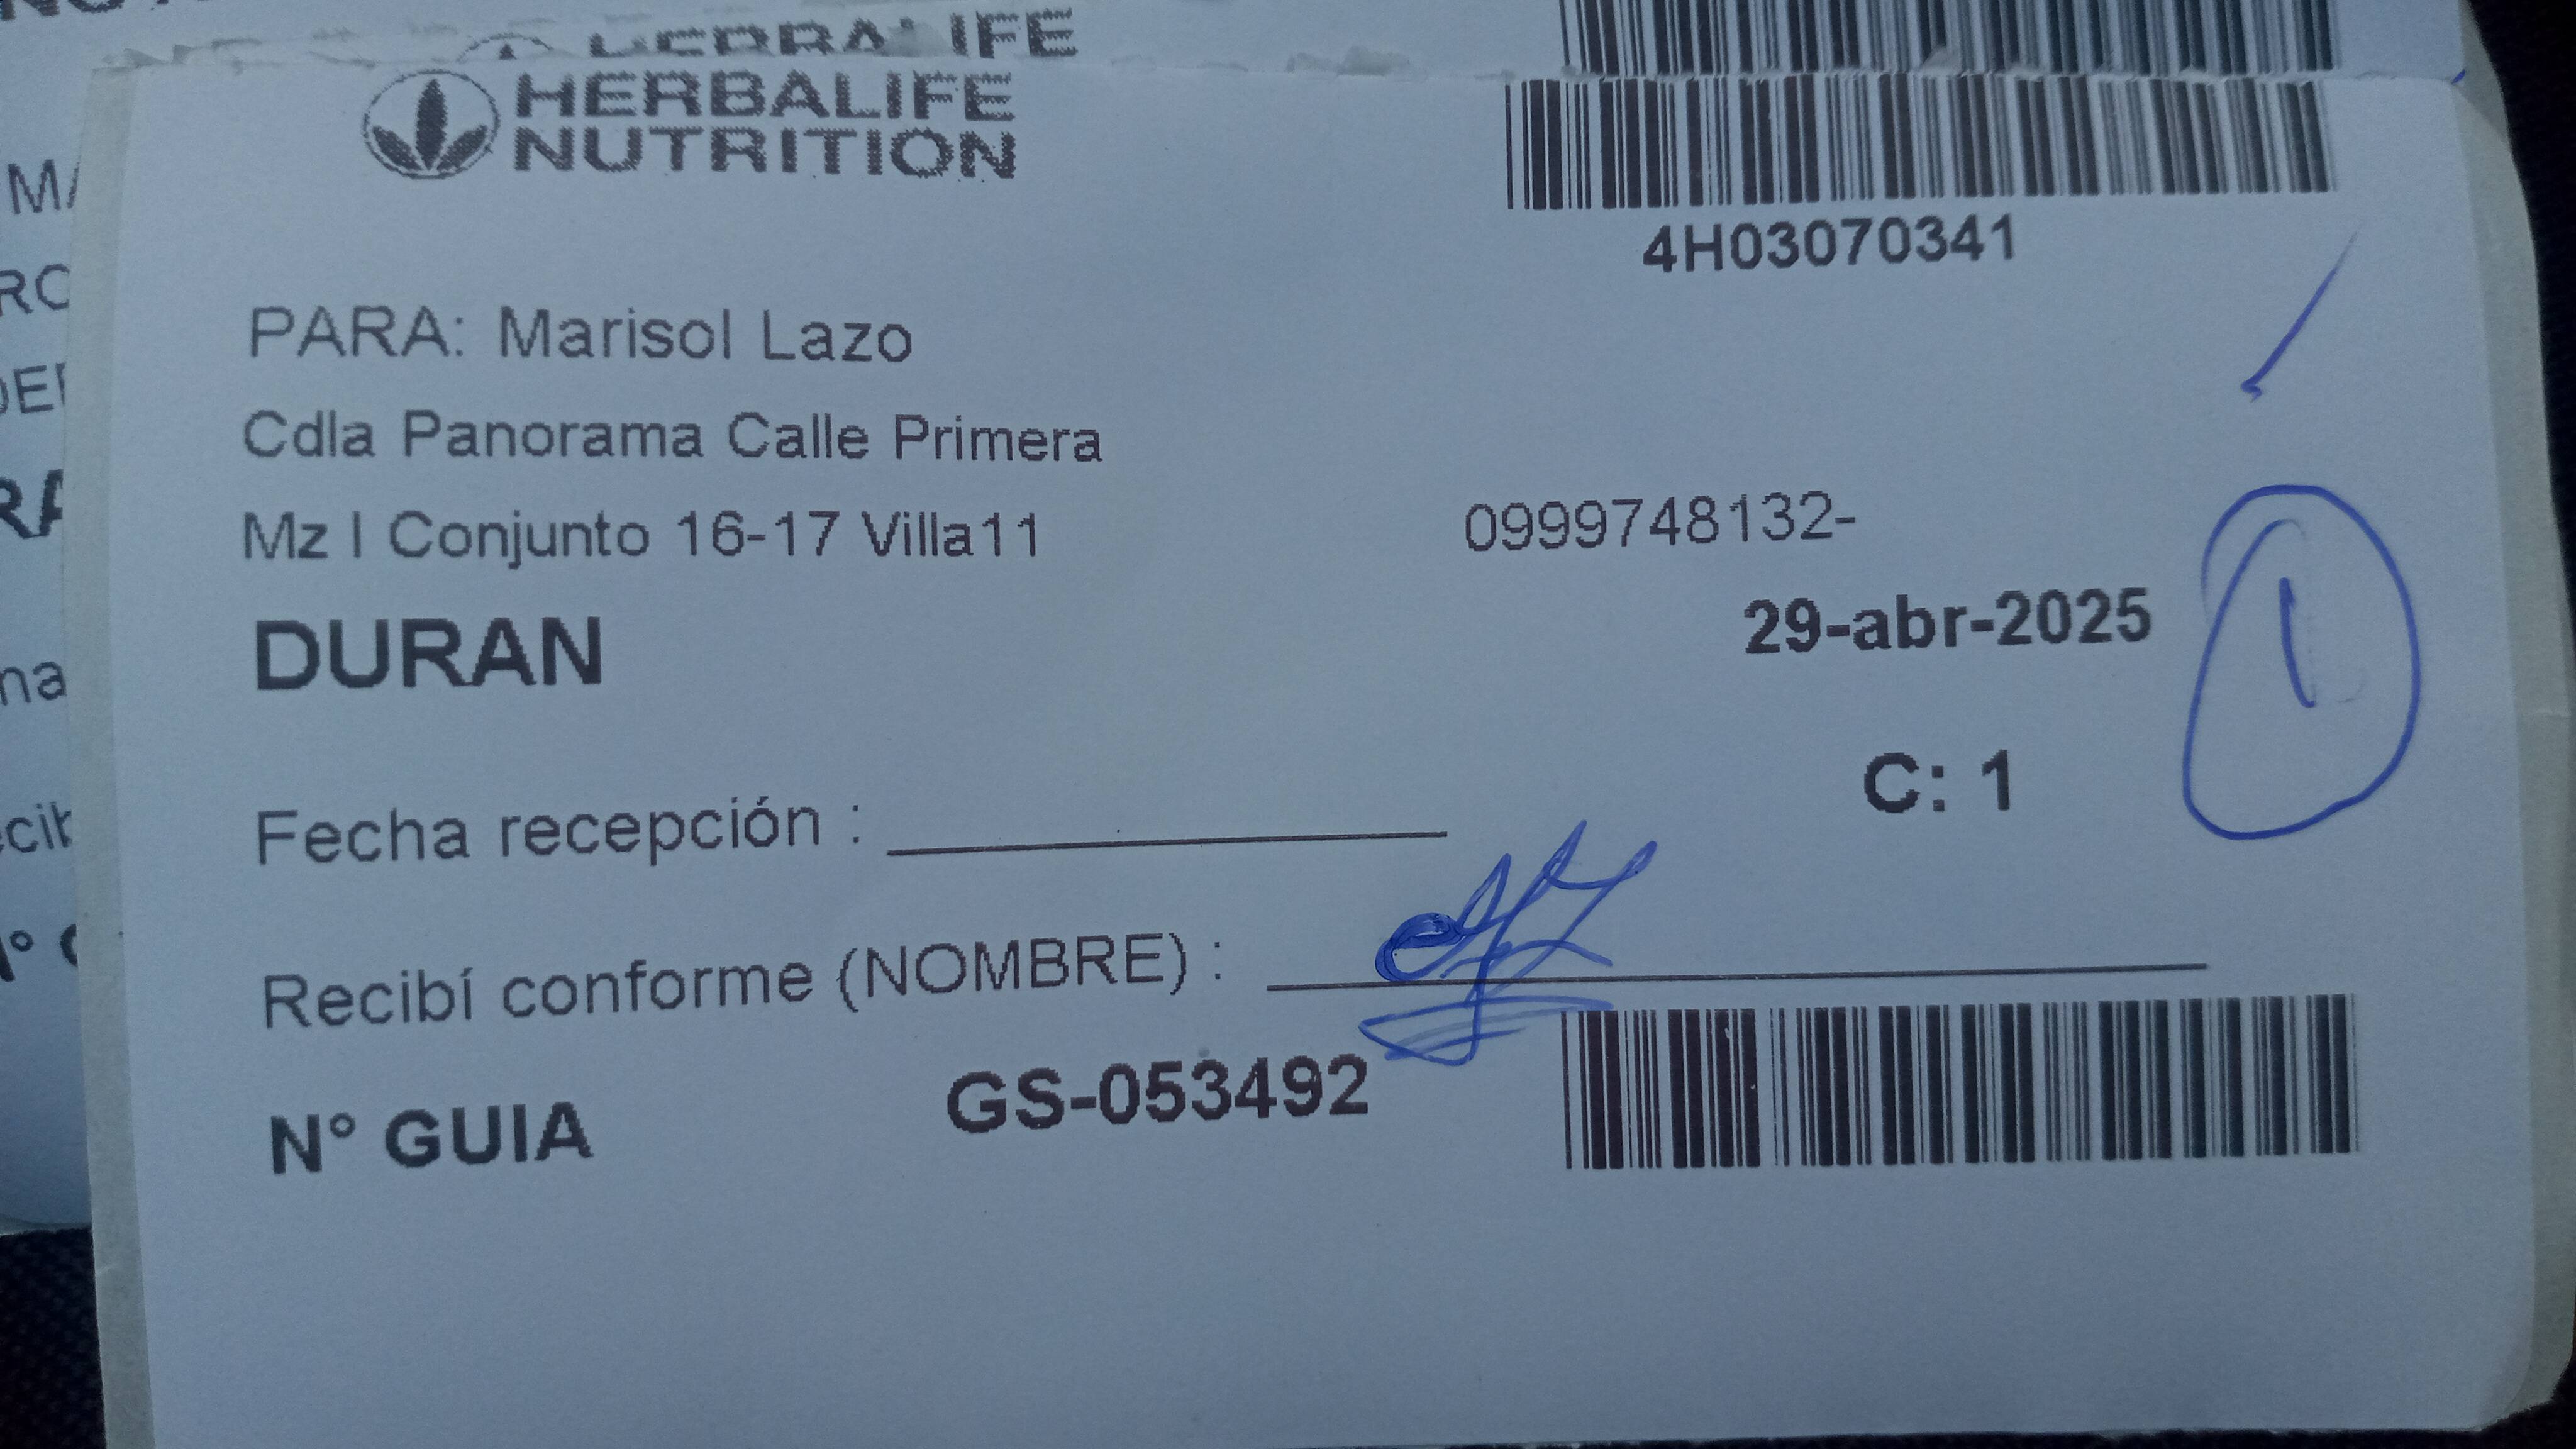 HERBALIFE
NUTRITION
4H03070341
PARA: Marisol Lazo
Cdla Panorama Calle Primera
Mz I Conjunto 16-17 Villa11
0999748132-
DURAN
29-abr-2025
1
C: 1
Fecha recepción :
Recibí conforme (NOMBRE) :
N° GUIA
GS-053492